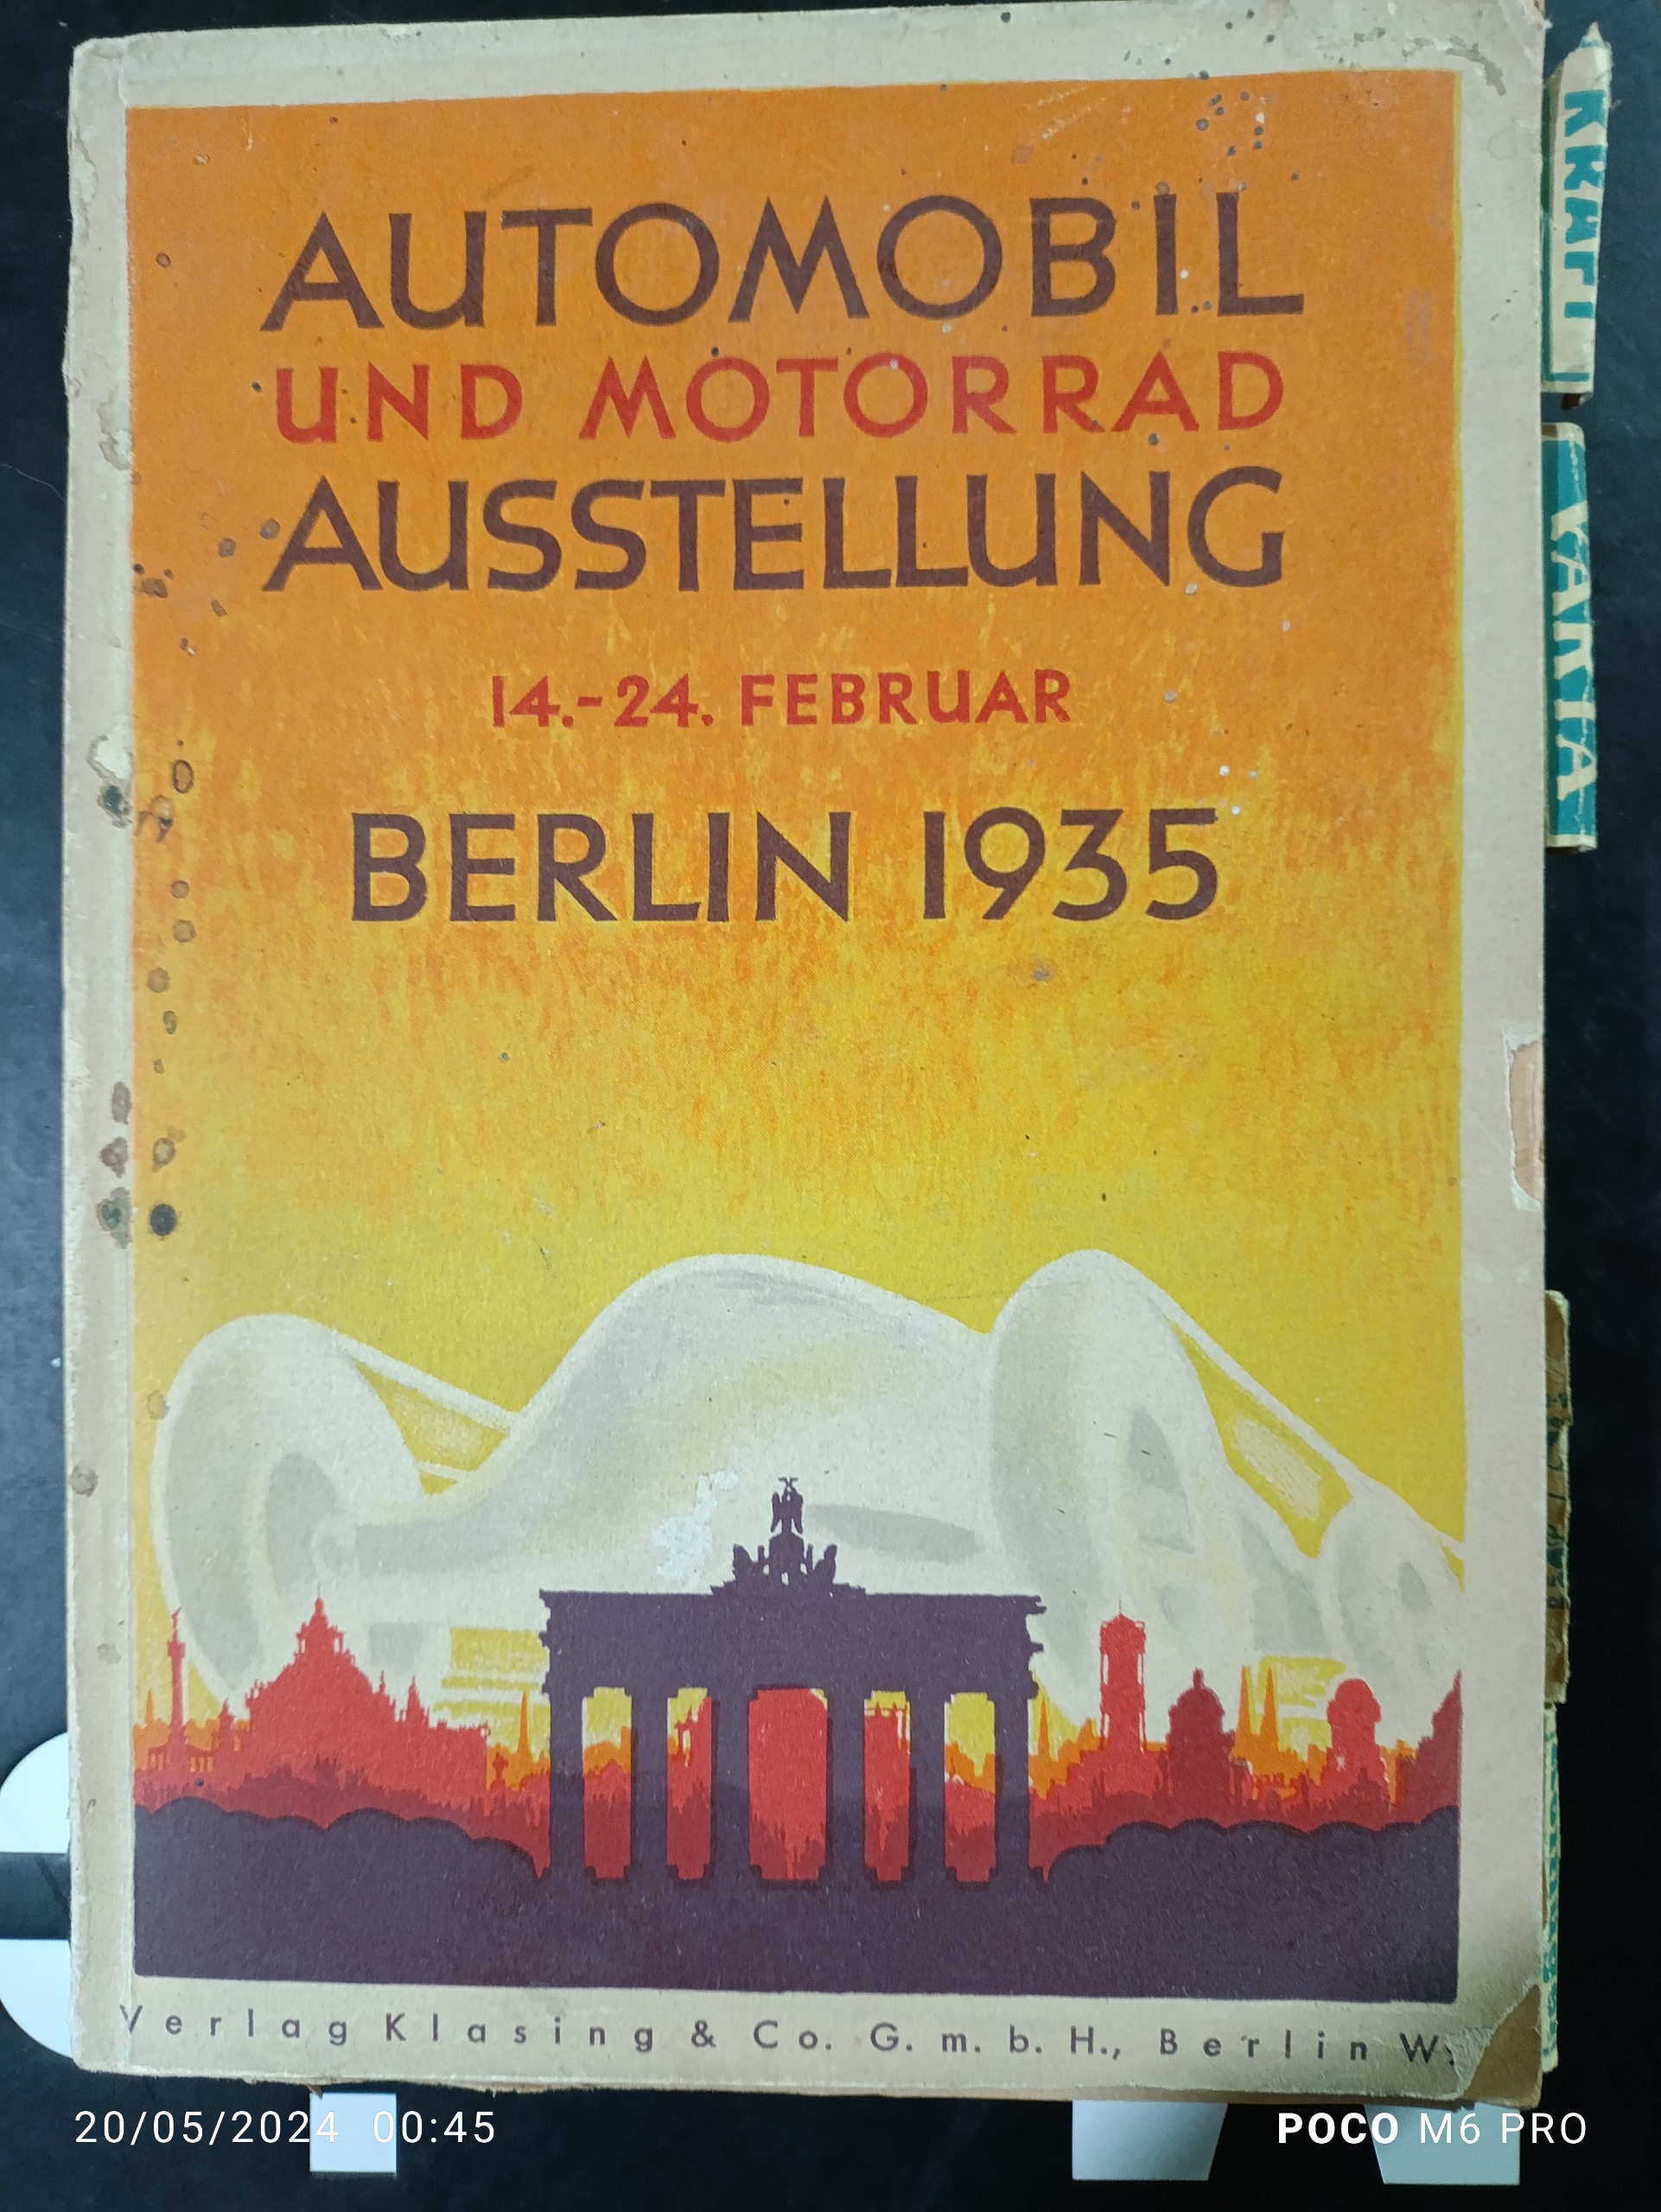 AUTOMOBIL
UND MOTORRAD
AUSSTELLUNG
14.-24. FEBRUAR
BERLIN 1935
Verlag Klasing & Co. G. m. b. H., Berlin W
VARTA
20/05/2024 00:45
POCO M6 PRO